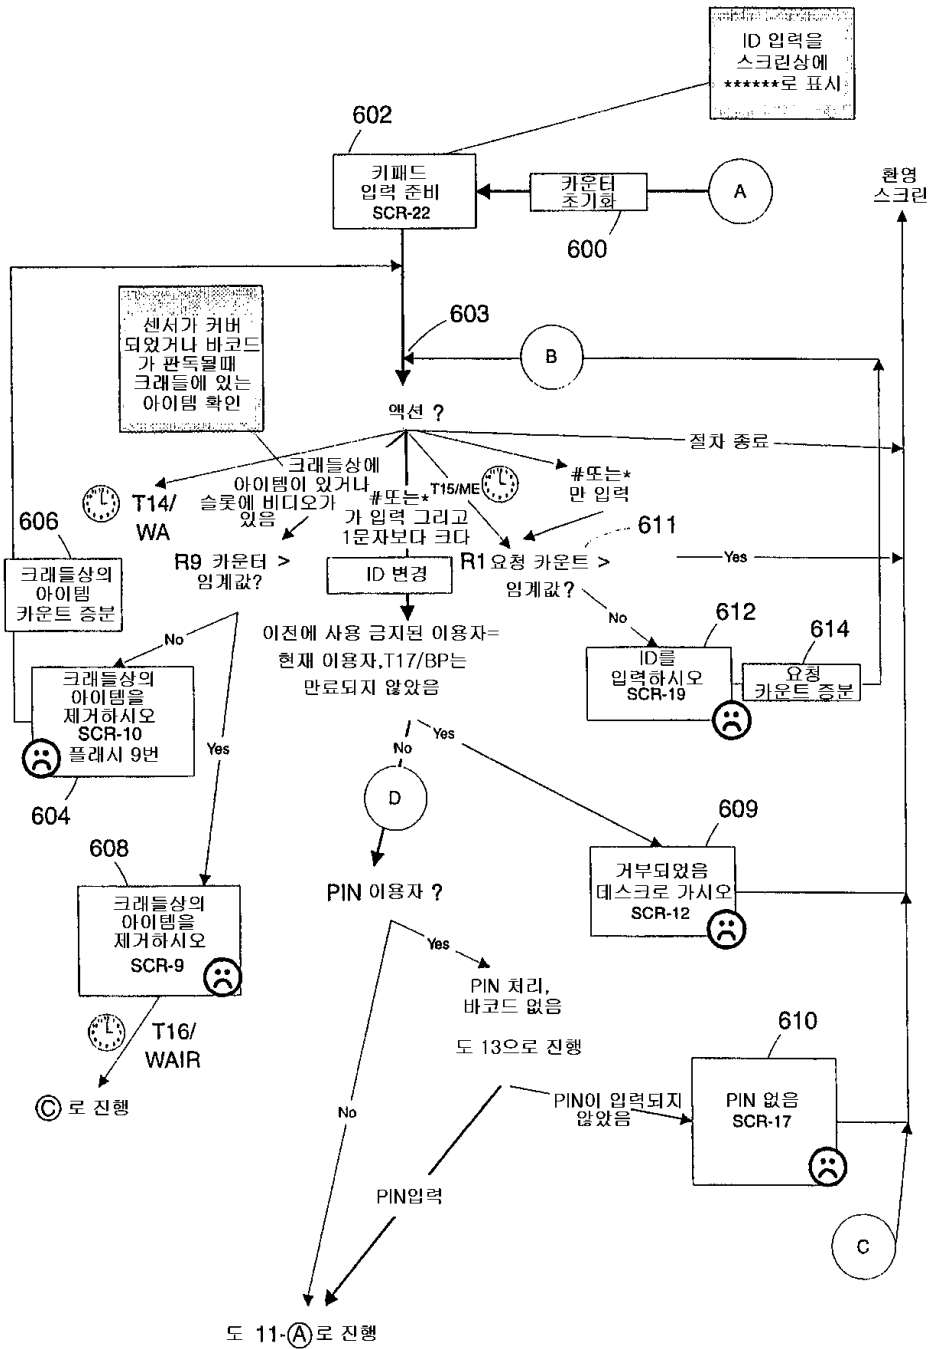 ID 입력을
스크린상에
******로 표시
602
키패드
입력 준비
SCR-22
카운터
초기화
600
A
환영
스크린
센서가 커버
되었거나 바코드
가 판독될때
크래들에 있는
아이템 확인
603
B
액션 ?
절차 종료
크래들상에
아이템이 있거나
슬롯에 비디오가
있음
T14/
WA
#또는*
가 입력 그리고
1문자보다 크다
T15/ME
#또는*
만 입력
606
크래들상의
아이템
카운트 증분
R9 카운터 >
임계값?
ID 변경
611
R1요청 카운트 >
임계값?
Yes
No
이전에 사용 금지된 이용자=
현재 이용자,T17/BP는
만료되지 않았음
612
ID를
입력하시오
SCR-19
614
요청
카운트 증분
No
크래들상의
아이템을
제거하시오
SCR-10
플래시 9번
604
Yes
No
Yes
D
609
거부되었음
데스크로 가시오
SCR-12
608
크래들상의
아이템을
제거하시오
SCR-9
PIN 이용자 ?
Yes
PIN 처리,
바코드 없음
도 13으로 진행
T16/
WAIR
C 로 진행
No
610
PIN 없음
SCR-17
PIN이 입력되지
않았음
PIN입력
C
도 11-A로 진행